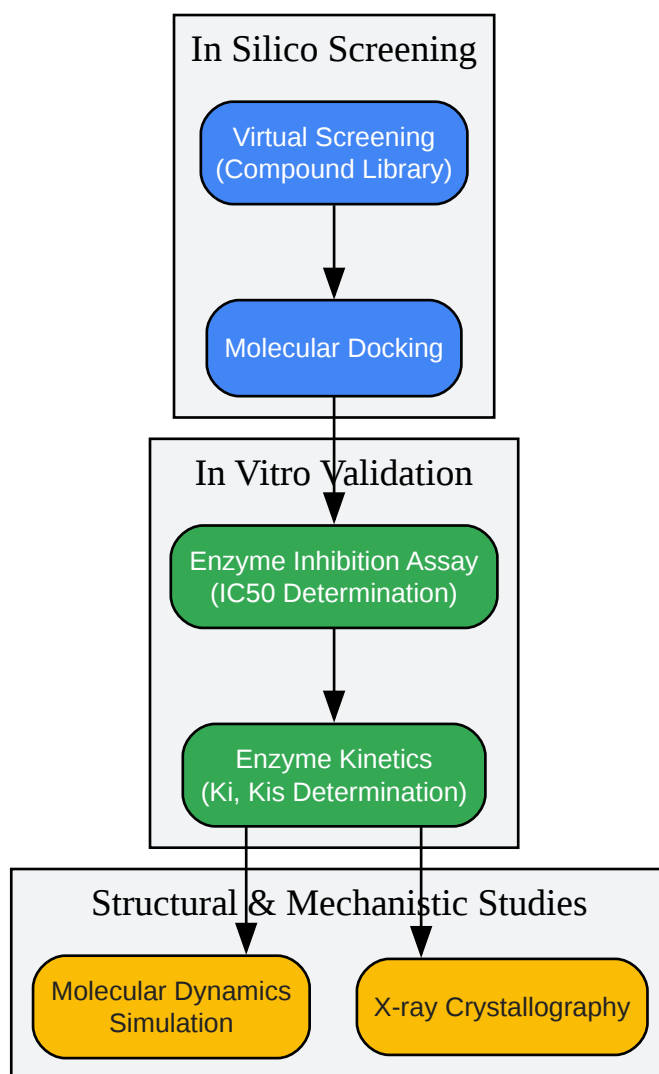 In Silico Screening
Virtual Screening
(Compound Library)
Molecular Docking
In Vitro Validation
Enzyme Inhibition Assay
(IC50 Determination)
Enzyme Kinetics
(Ki, Kis Determination)
Structural & Mechanistic Studies
Molecular Dynamics
Simulation
X-ray Crystallography